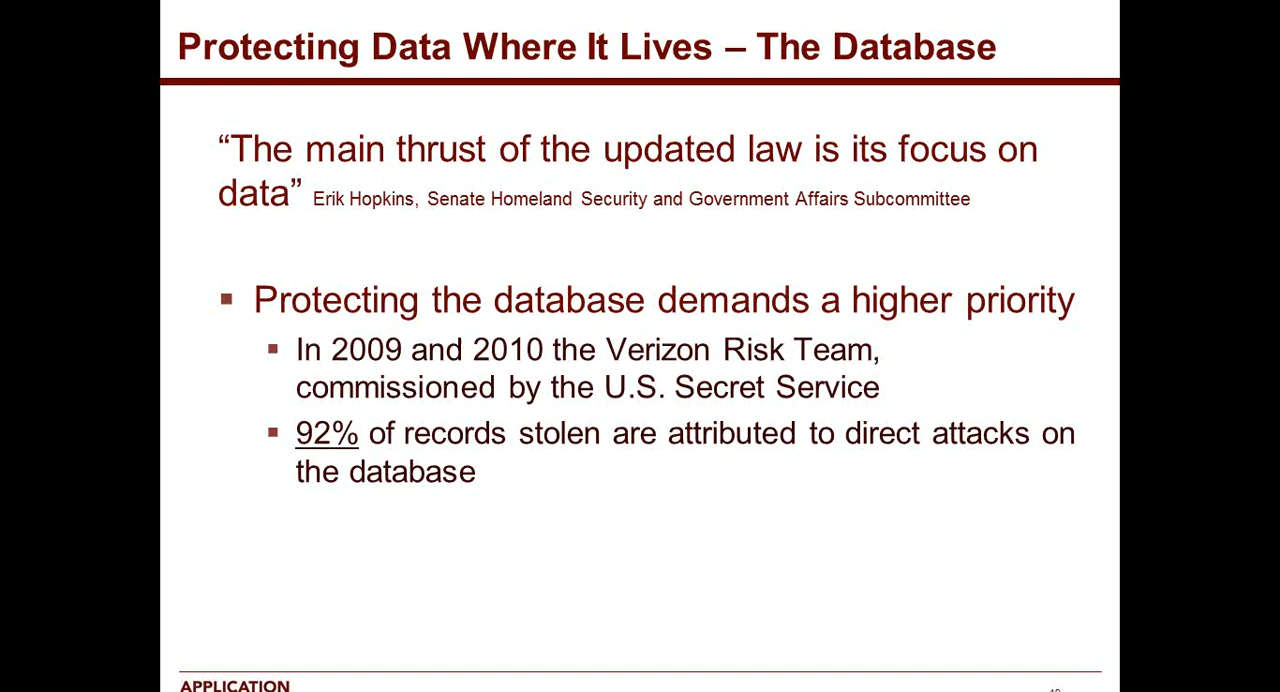 Protecting Data Where It Lives – The Database
“The main thrust of the updated law is its focus on
data” Erik Hopkins, Senate Homeland Security and Government Affairs Subcommittee
Protecting the database demands a higher priority
In 2009 and 2010 the Verizon Risk Team,
commissioned by the U.S. Secret Service
92% of records stolen are attributed to direct attacks on
the database
APPLICATION